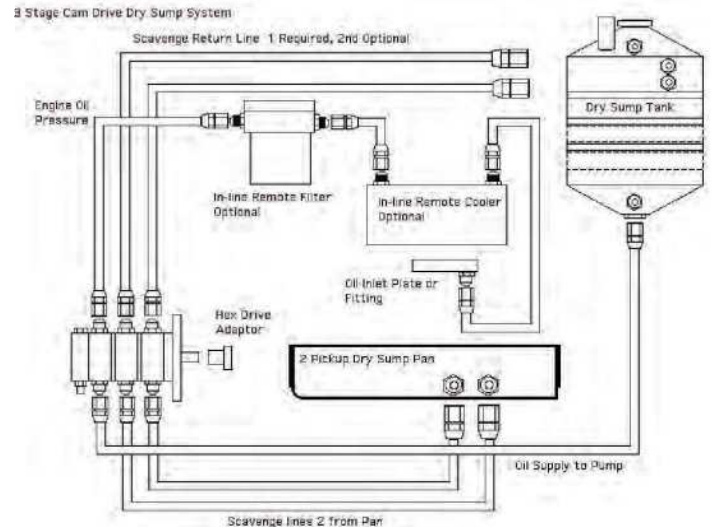 3 Stage Cam Drive Dry Sump System
Scavenge Return Line 1 Required, 2nd Optional
Engine Oil
Pressure
Dry Sump Tank
In-line Remote Filter
Optional
In-line Remote Cooler
Optional
Oil Inlet Plate or
Fitting
Hex Drive
Adaptor
2 Pickup Dry Sump Pan
Oil Supply to Pump
Scavenge lines 2 from Pan